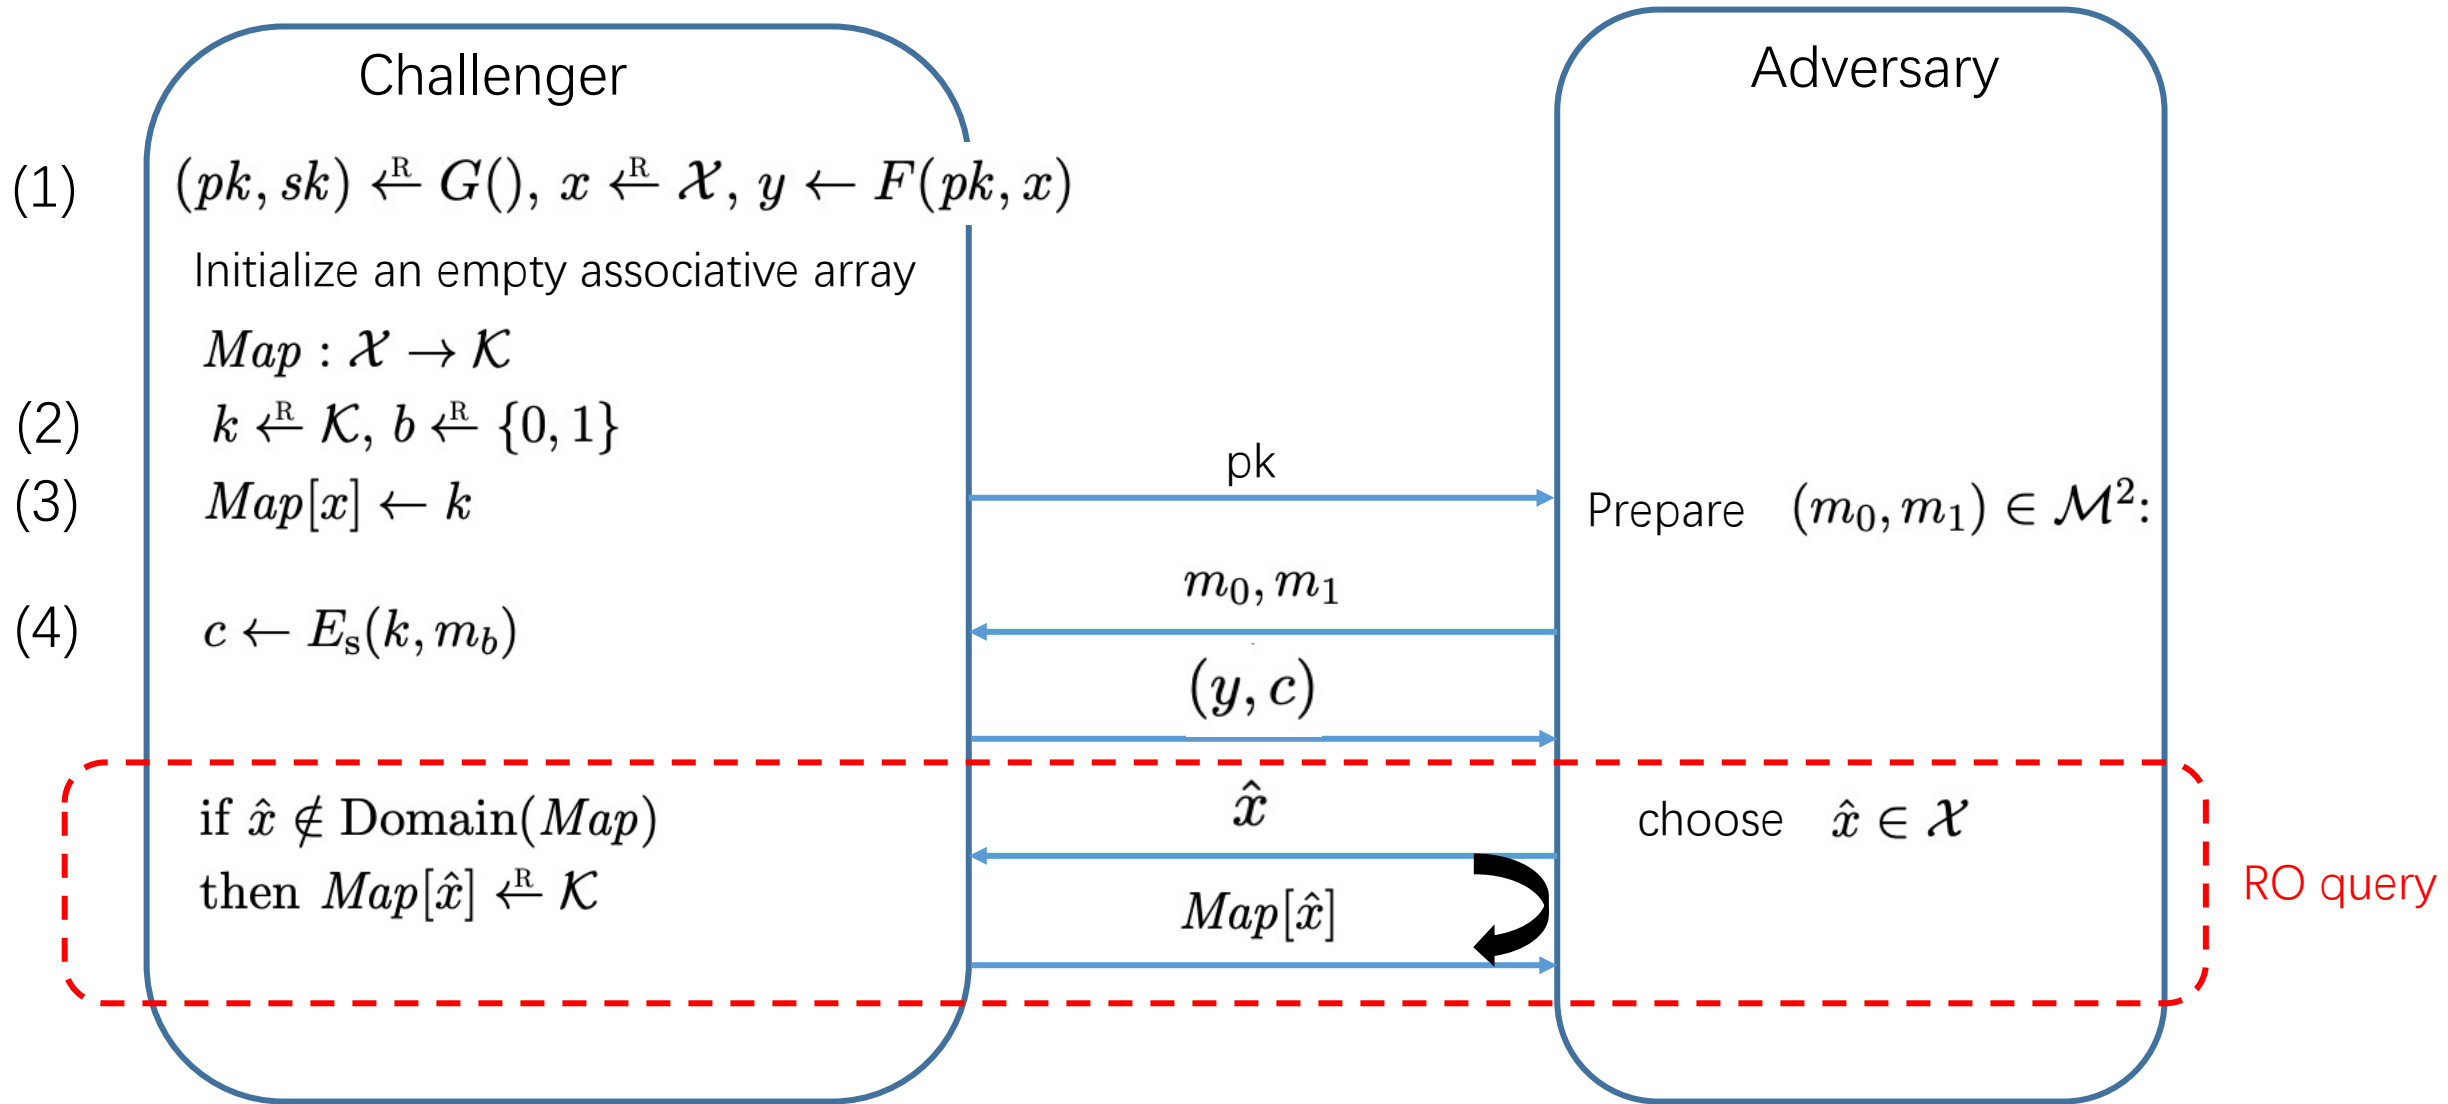 Challenger
Adversary
(1) (pk, sk) ←ᴿ G(), x ←ᴿ 𝒳, y ← F(pk, x)
Initialize an empty associative array
Map : 𝒳 → 𝒦
(2) k ←ᴿ 𝒦, b ←ᴿ {0, 1}
pk
(3) Map[x] ← k
Prepare (m₀, m₁) ∈ ℳ²:
m₀, m₁
(4) c ← Eₛ(k, m_b)
(y, c)
x̂
if x̂ ∉ Domain(Map)
choose x̂ ∈ 𝒳
then Map[x̂] ←ᴿ 𝒦
Map[x̂]
RO query